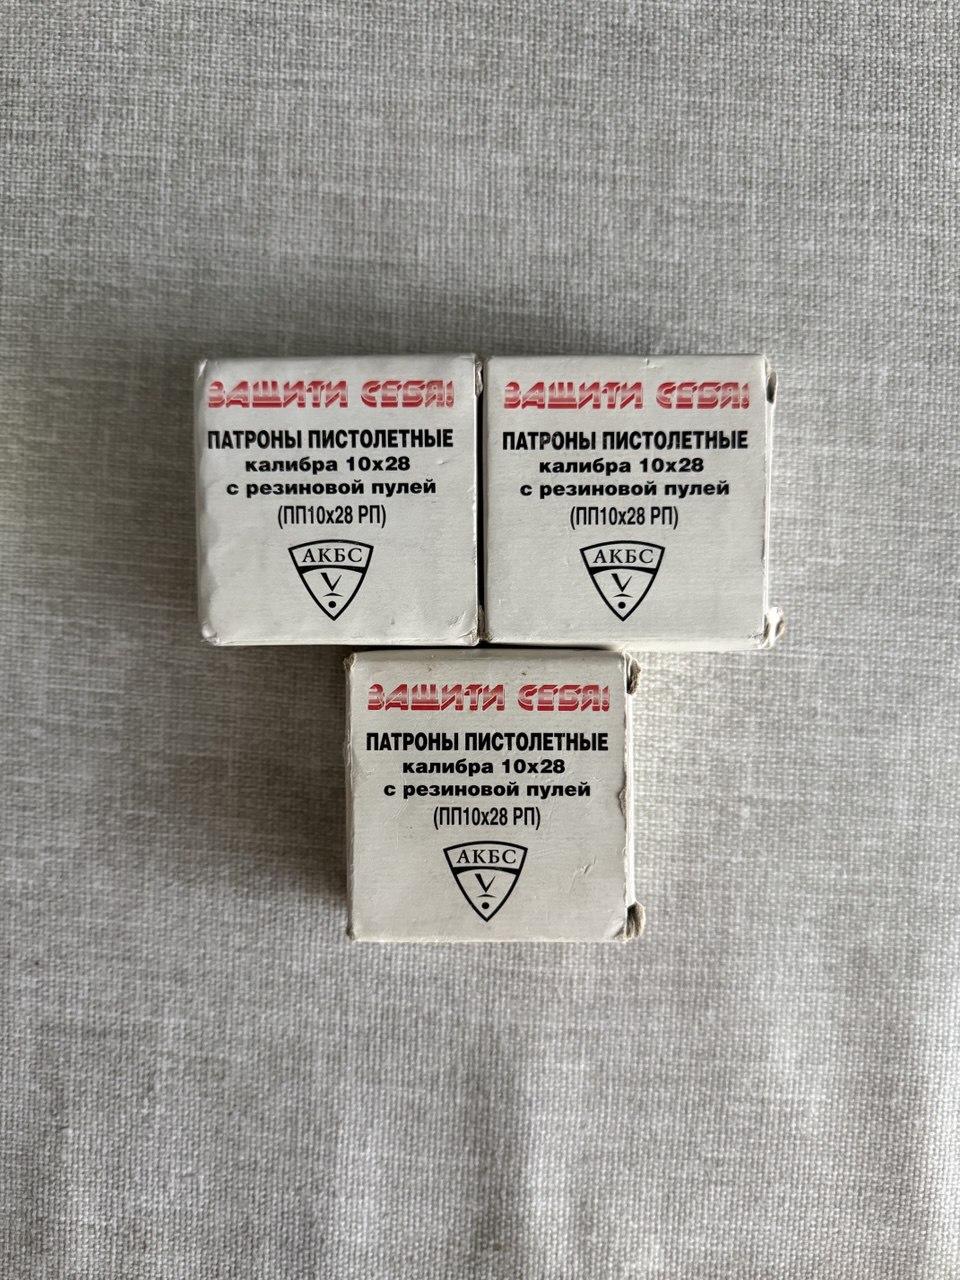 ЗАЩИТИ СЕБЯ!
ПАТРОНЫ ПИСТОЛЕТНЫЕ
калибра 10х28
с резиновой пулей
(ПП10х28 РП)
АКБС
ЗАЩИТИ СЕБЯ!
ПАТРОНЫ ПИСТОЛЕТНЫЕ
калибра 10х28
с резиновой пулей
(ПП10х28 РП)
АКБС
ЗАЩИТИ СЕБЯ!
ПАТРОНЫ ПИСТОЛЕТНЫЕ
калибра 10х28
с резиновой пулей
(ПП10х28 РП)
АКБС